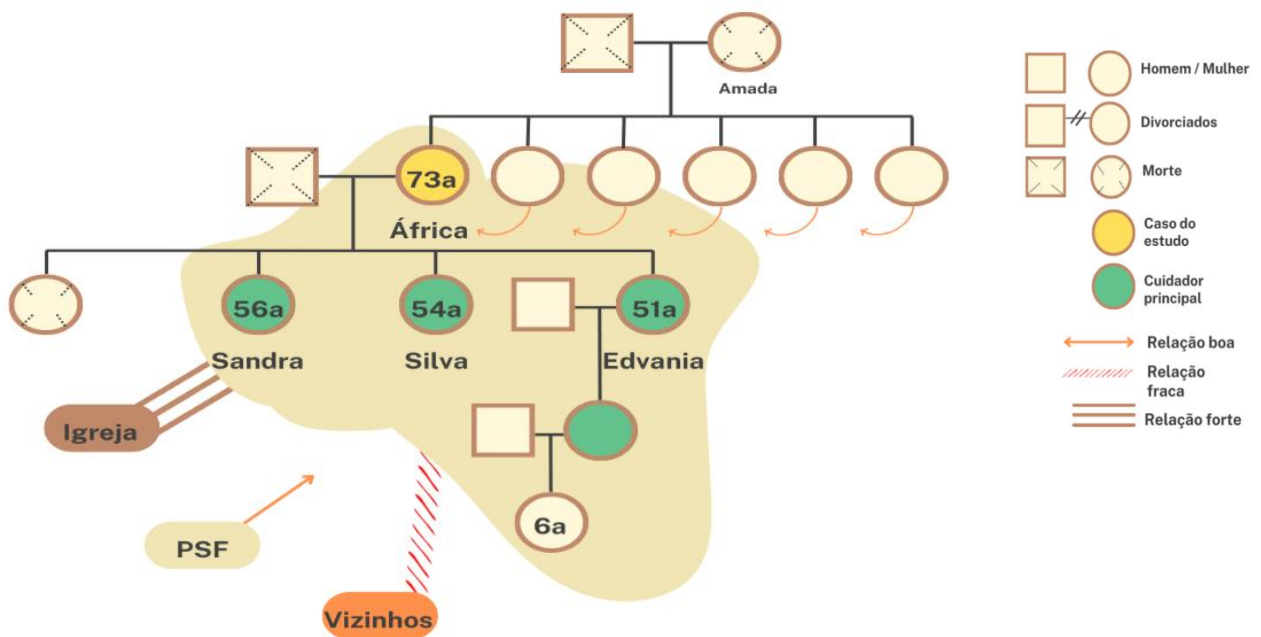 Amada
73a
África
56a
54a
51a
Sandra
Silva
Edvania
Igreja
6a
PSF
Vizinhos
Homem / Mulher
Divorciados
Morte
Caso do
estudo
Cuidador
principal
Relação boa
Relação
fraca
Relação forte